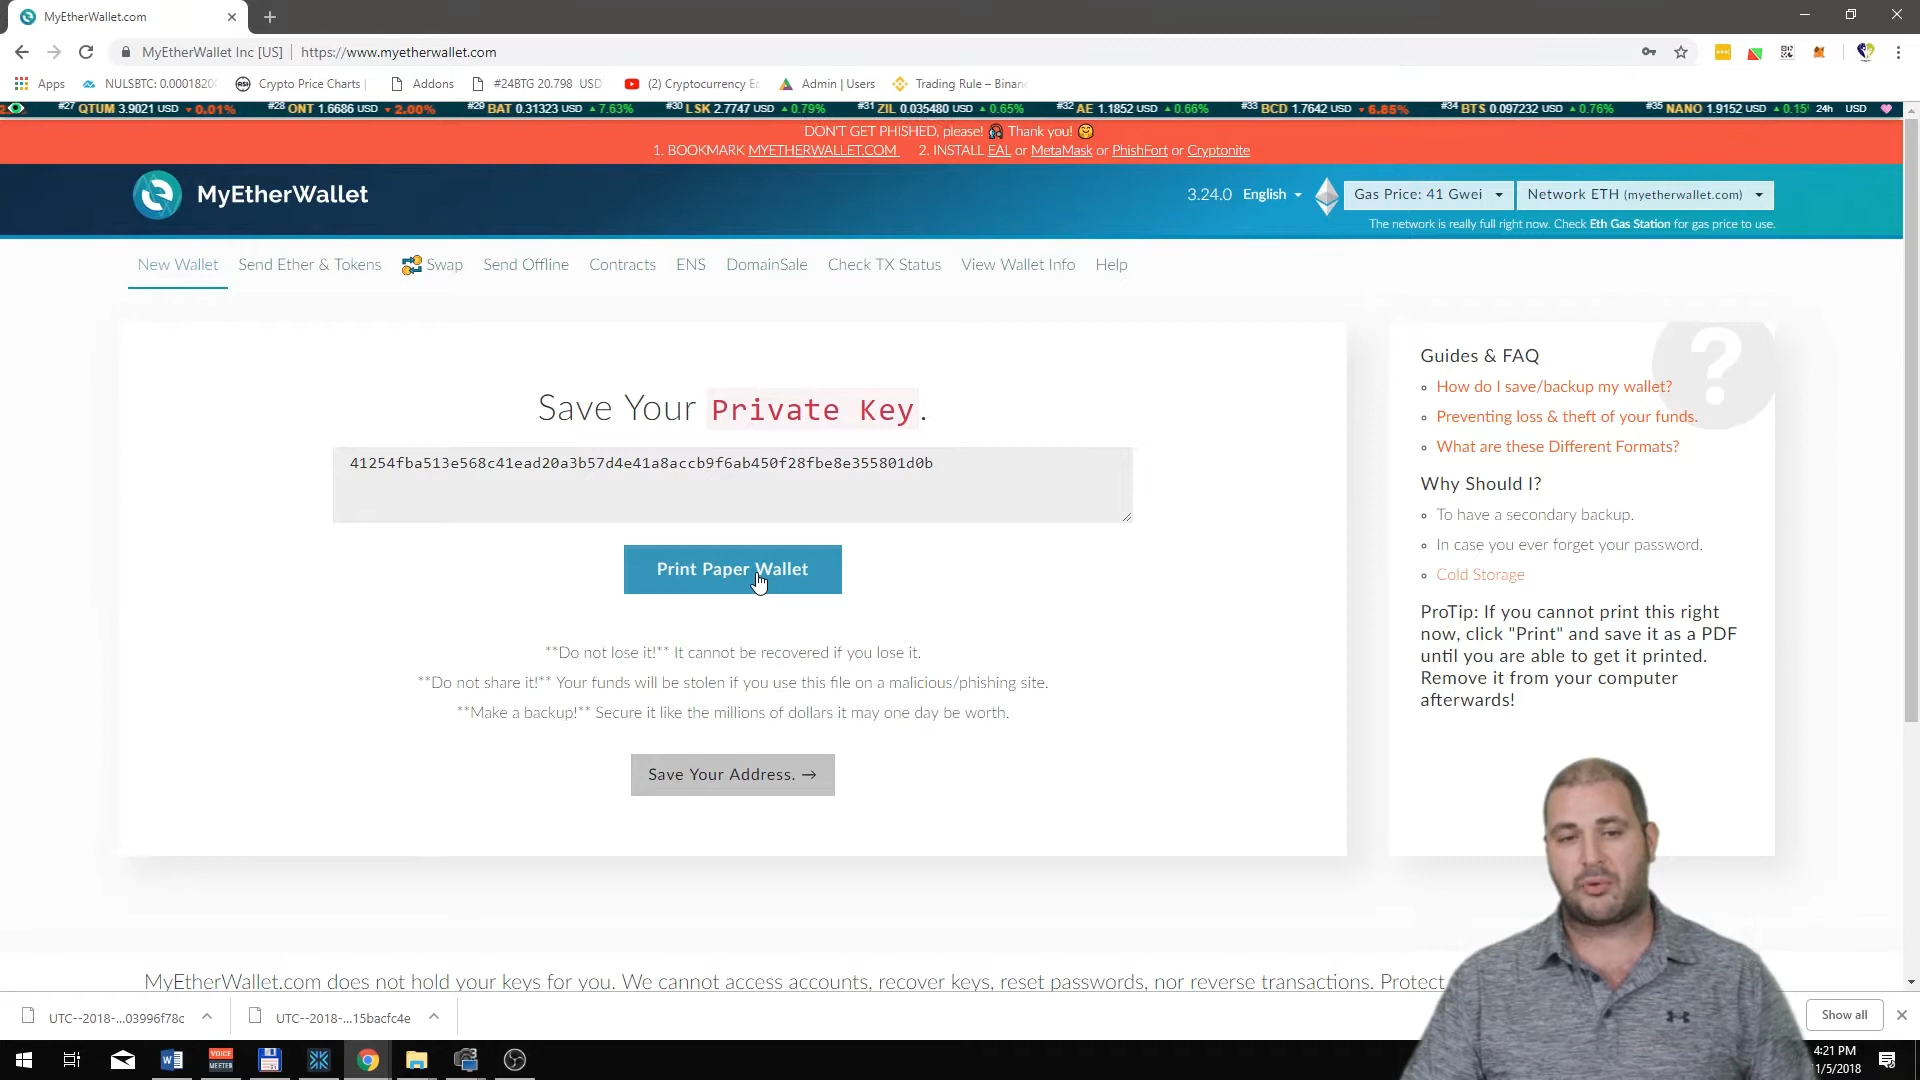 MyEtherWallet.com
MyEtherWallet Inc [US] | https://www.myetherwallet.com
Apps NULSBTC: 0.0001820 Crypto Price Charts | Addons #24BTG 20.798 USD (2) Cryptocurrency E Admin | Users Trading Rule – Binan
#27 QTUM 3.9021 USD 0.01% #28 ONT 1.6686 USD 2.00% #29 BAT 0.31323 USD 7.63% #30 LSK 2.7747 USD 0.79% #31 ZIL 0.035480 USD 0.65% #32 AE 1.1852 USD 0.66% #33 BCD 1.7642 USD 6.85% #34 BTS 0.097232 USD 0.76% #35 NANO 1.9152 USD 0.15 24h USD
DON'T GET PHISHED, please! Thank you!
1. BOOKMARK MYETHERWALLET.COM 2. INSTALL EAL or MetaMask or PhishFort or Cryptonite
MyEtherWallet 3.24.0 English Gas Price: 41 Gwei Network ETH (myetherwallet.com)
The network is really full right now. Check Eth Gas Station for gas price to use.
New Wallet Send Ether & Tokens Swap Send Offline Contracts ENS DomainSale Check TX Status View Wallet Info Help
Save Your Private Key.
41254fba513e568c41ead20a3b57d4e41a8accb9f6ab450f28fbe8e355801d0b
Print Paper Wallet
**Do not lose it!** It cannot be recovered if you lose it.
**Do not share it!** Your funds will be stolen if you use this file on a malicious/phishing site.
**Make a backup!** Secure it like the millions of dollars it may one day be worth.
Save Your Address. →
Guides & FAQ
How do I save/backup my wallet?
Preventing loss & theft of your funds.
What are these Different Formats?
Why Should I?
To have a secondary backup.
In case you ever forget your password.
Cold Storage
ProTip: If you cannot print this right
now, click "Print" and save it as a PDF
until you are able to get it printed.
Remove it from your computer
afterwards!
MyEtherWallet.com does not hold your keys for you. We cannot access accounts, recover keys, reset passwords, nor reverse transactions. Protect
UTC--2018-...03996f78c UTC--2018-...15bacfc4e Show all
VOICE
MEETER
4:21 PM
1/5/2018